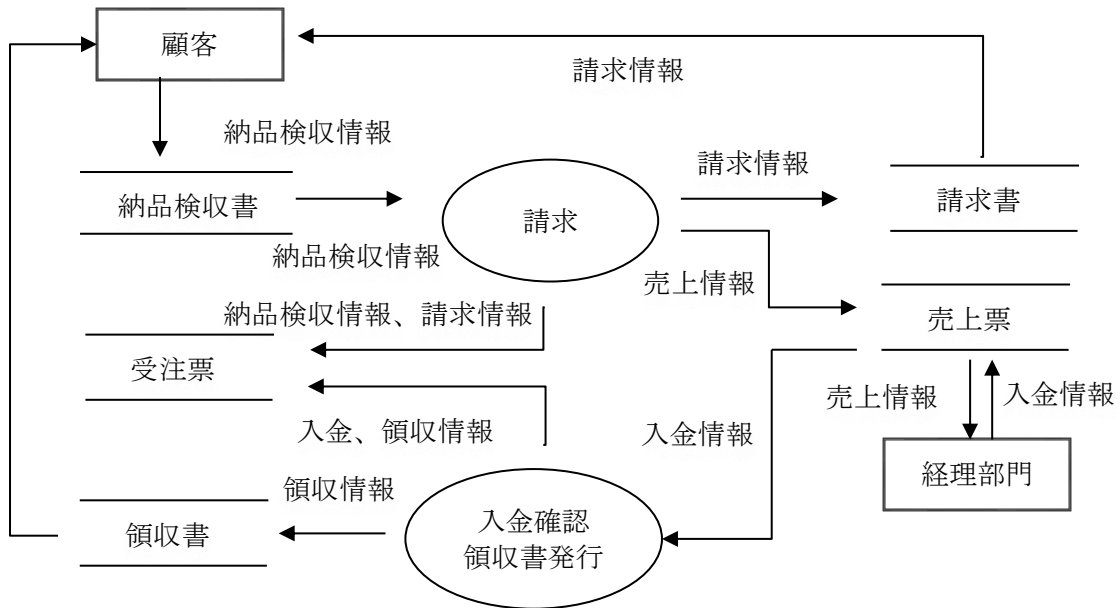 顧客
請求情報
納品検収情報
請求情報
納品検収書
請求
請求書
納品検収情報
売上情報
納品検収情報、請求情報
売上票
受注票
売上情報
入金情報
入金、領収情報
入金情報
領収情報
経理部門
領収書
入金確認
領収書発行